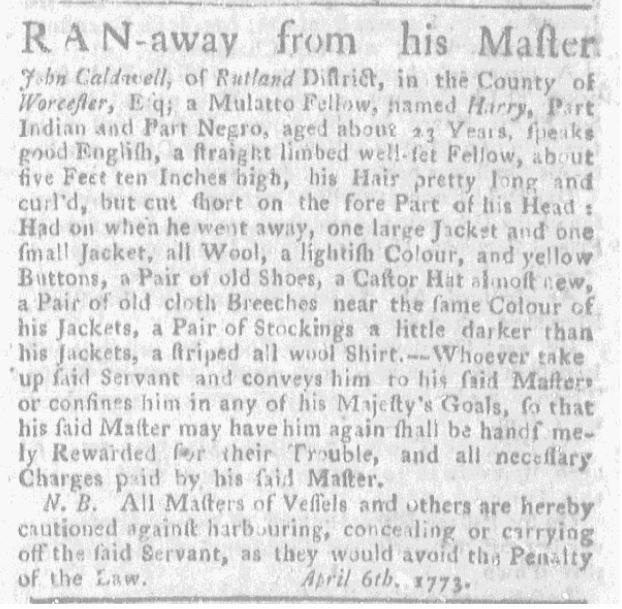 RAN-away from his Maſter
John Caldwell, of Rutland Diſtrict, in the County of
Worceſter, Eſq; a Mulatto Fellow, named Harry, Part
Indian and Part Negro, aged about 23 Years, ſpeaks
good Engliſh, a ſtraight limbed well-ſet Fellow, about
five Feet ten Inches high, his Hair pretty long and
curl'd, but cut ſhort on the fore Part of his Head :
Had on when he went away, one large Jacket and one
ſmall Jacket, all Wool, a lightiſh Colour, and yellow
Buttons, a Pair of old Shoes, a Caſtor Hat almoſt new,
a Pair of old cloth Breeches near the ſame Colour of
his Jackets, a Pair of Stockings a little darker than
his Jackets, a ſtriped all wool Shirt.—Whoever take
up ſaid Servant and conveys him to his ſaid Maſters
or confines him in any of his Majeſty's Goals, ſo that
his ſaid Maſter may have him again ſhall be handſ me-
ly Rewarded for their Trouble, and all neceſſary
Charges paid by his ſaid Maſter.
N. B. All Maſters of Veſſels and others are hereby
cautioned againſt harbouring, concealing or carrying
off the ſaid Servant, as they would avoid the Penalty
of the Law. April 6th. 1773.